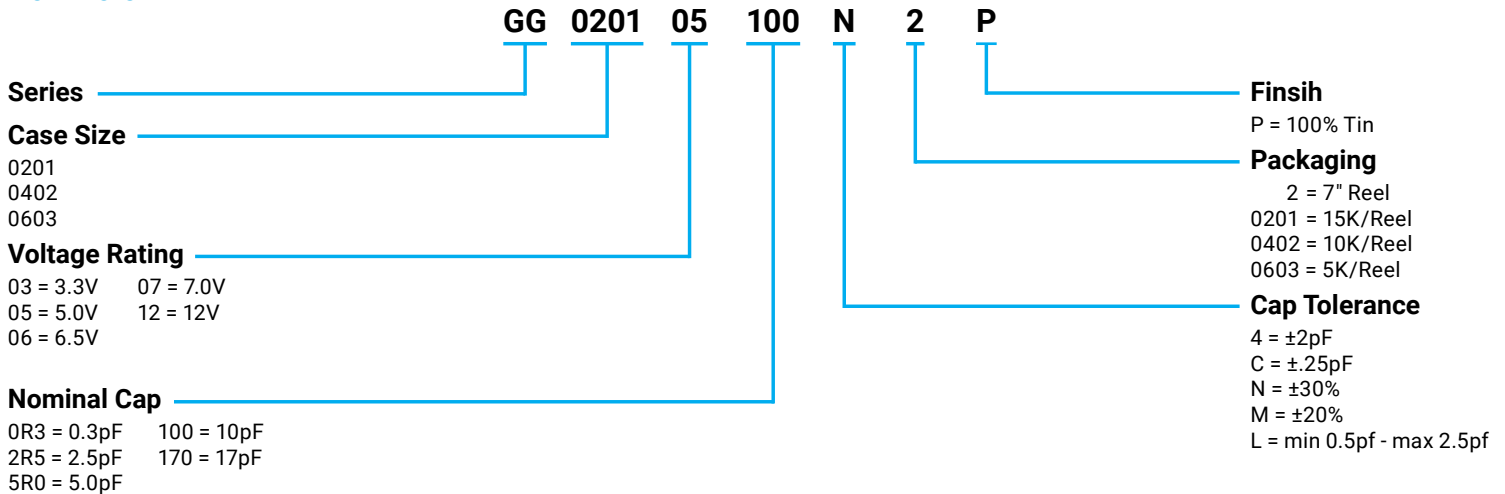 GG 0201 05 100 N 2 P
Series
Case Size
0201
0402
0603
Voltage Rating
03 = 3.3V 07 = 7.0V
05 = 5.0V 12 = 12V
06 = 6.5V
Nominal Cap
0R3 = 0.3pF 100 = 10pF
2R5 = 2.5pF 170 = 17pF
5R0 = 5.0pF
Finsih
P = 100% Tin
Packaging
2 = 7" Reel
0201 = 15K/Reel
0402 = 10K/Reel
0603 = 5K/Reel
Cap Tolerance
4 = ±2pF
C = ±.25pF
N = ±30%
M = ±20%
L = min 0.5pf - max 2.5pf